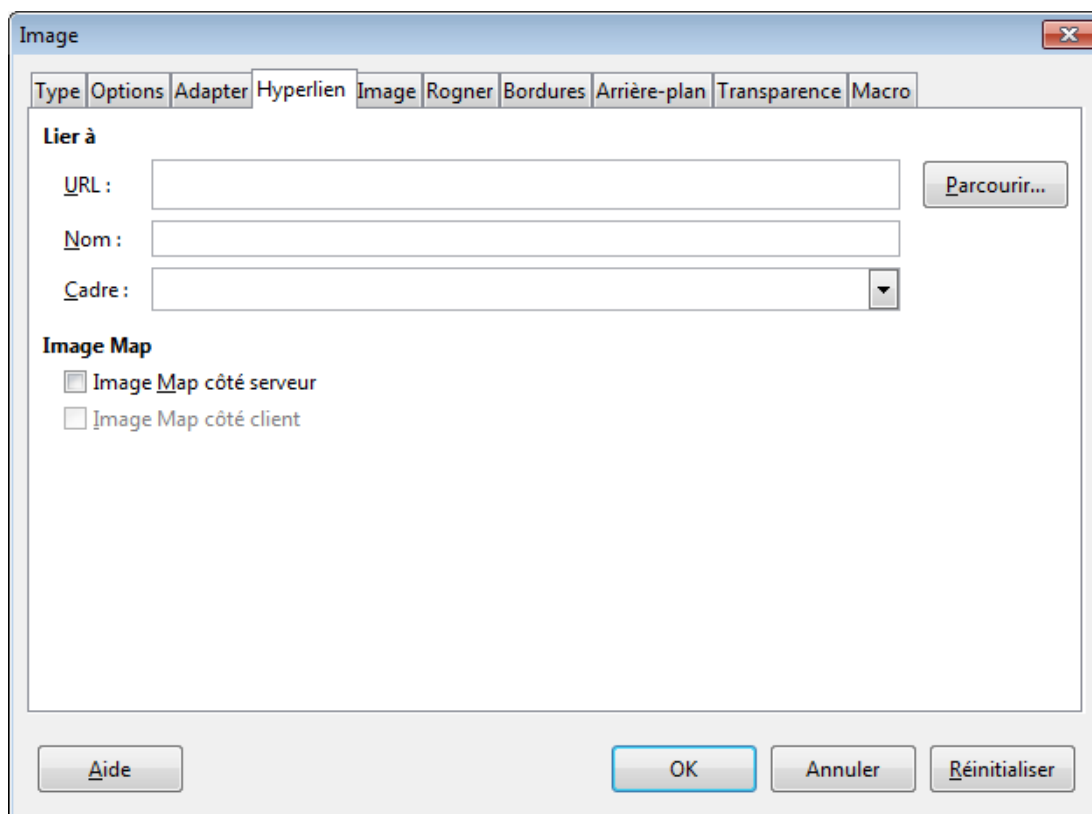 Image
Type Options Adapter Hyperlien Image Rogner Bordures Arrière-plan Transparence Macro
Lier à
URL : Parcourir...
Nom :
Cadre :
Image Map
Image Map côté serveur
Image Map côté client
Aide OK Annuler Réinitialiser